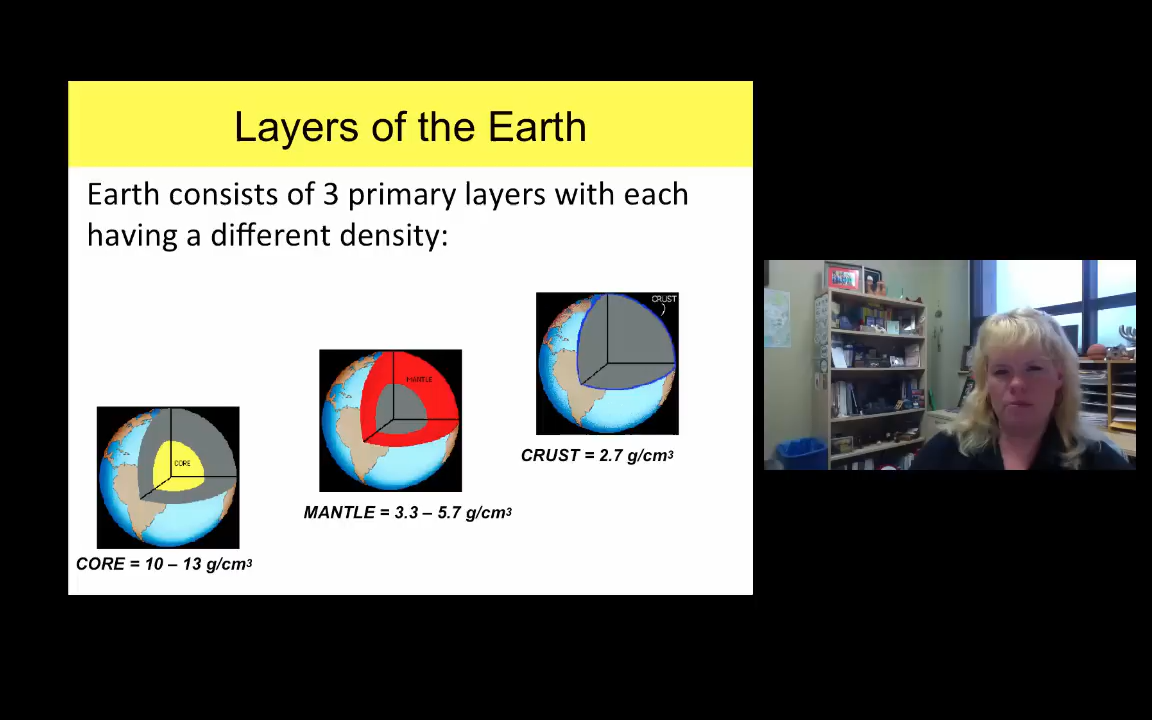 Layers of the Earth
Earth consists of 3 primary layers with each
having a different density:
CRUST
MANTLE
CORE
CRUST = 2.7 g/cm³
MANTLE = 3.3 – 5.7 g/cm³
CORE = 10 – 13 g/cm³